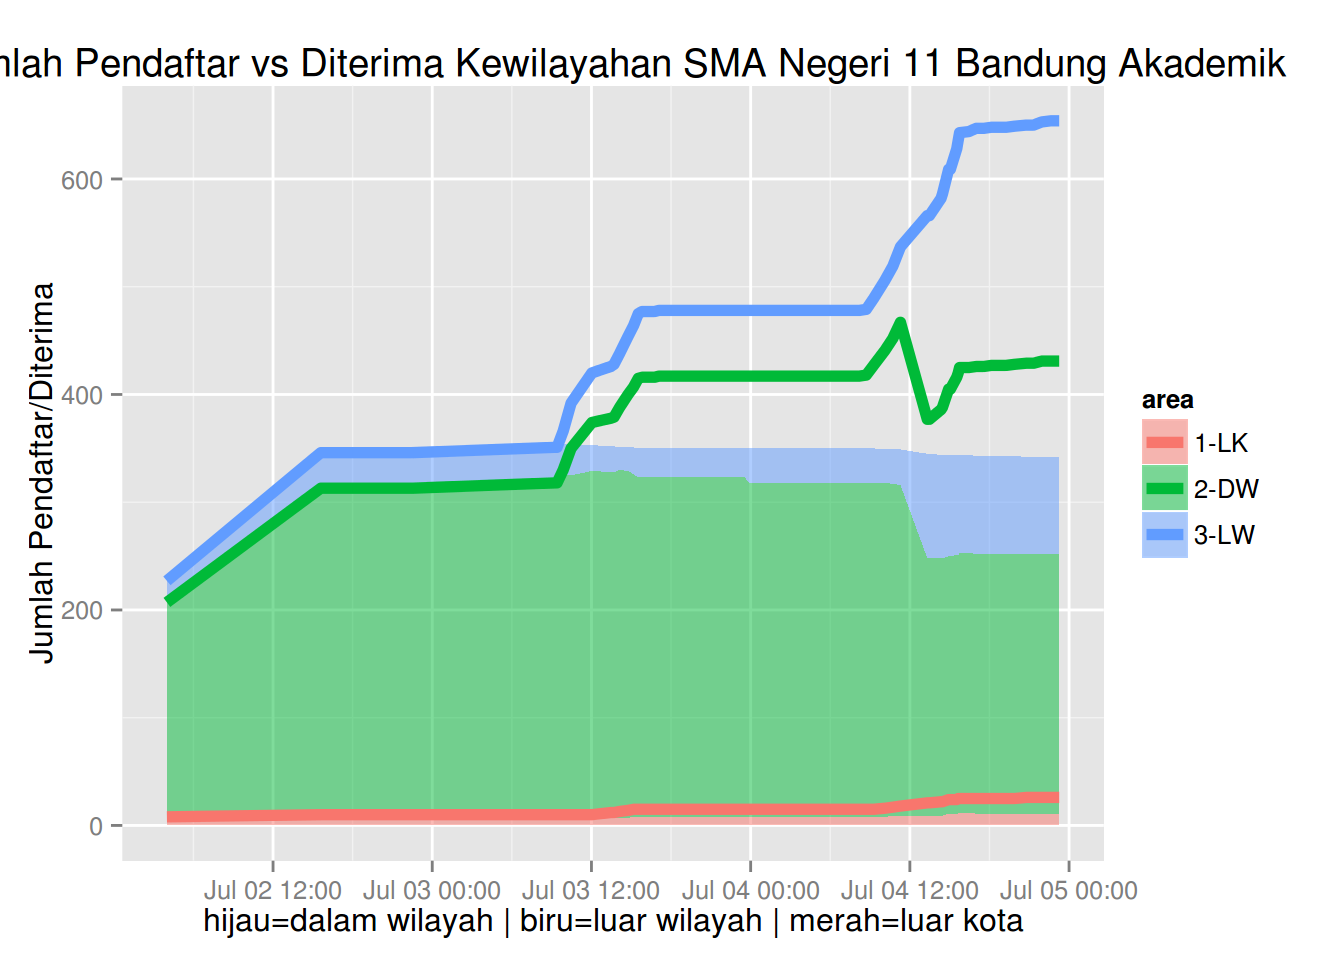 mlah Pendaftar vs Diterima Kewilayahan SMA Negeri 11 Bandung Akademik
Jumlah Pendaftar/Diterima
600
400
200
0
area
1-LK
2-DW
3-LW
Jul 02 12:00
Jul 03 00:00
Jul 03 12:00
Jul 04 00:00
Jul 04 12:00
Jul 05 00:00
hijau=dalam wilayah | biru=luar wilayah | merah=luar kota